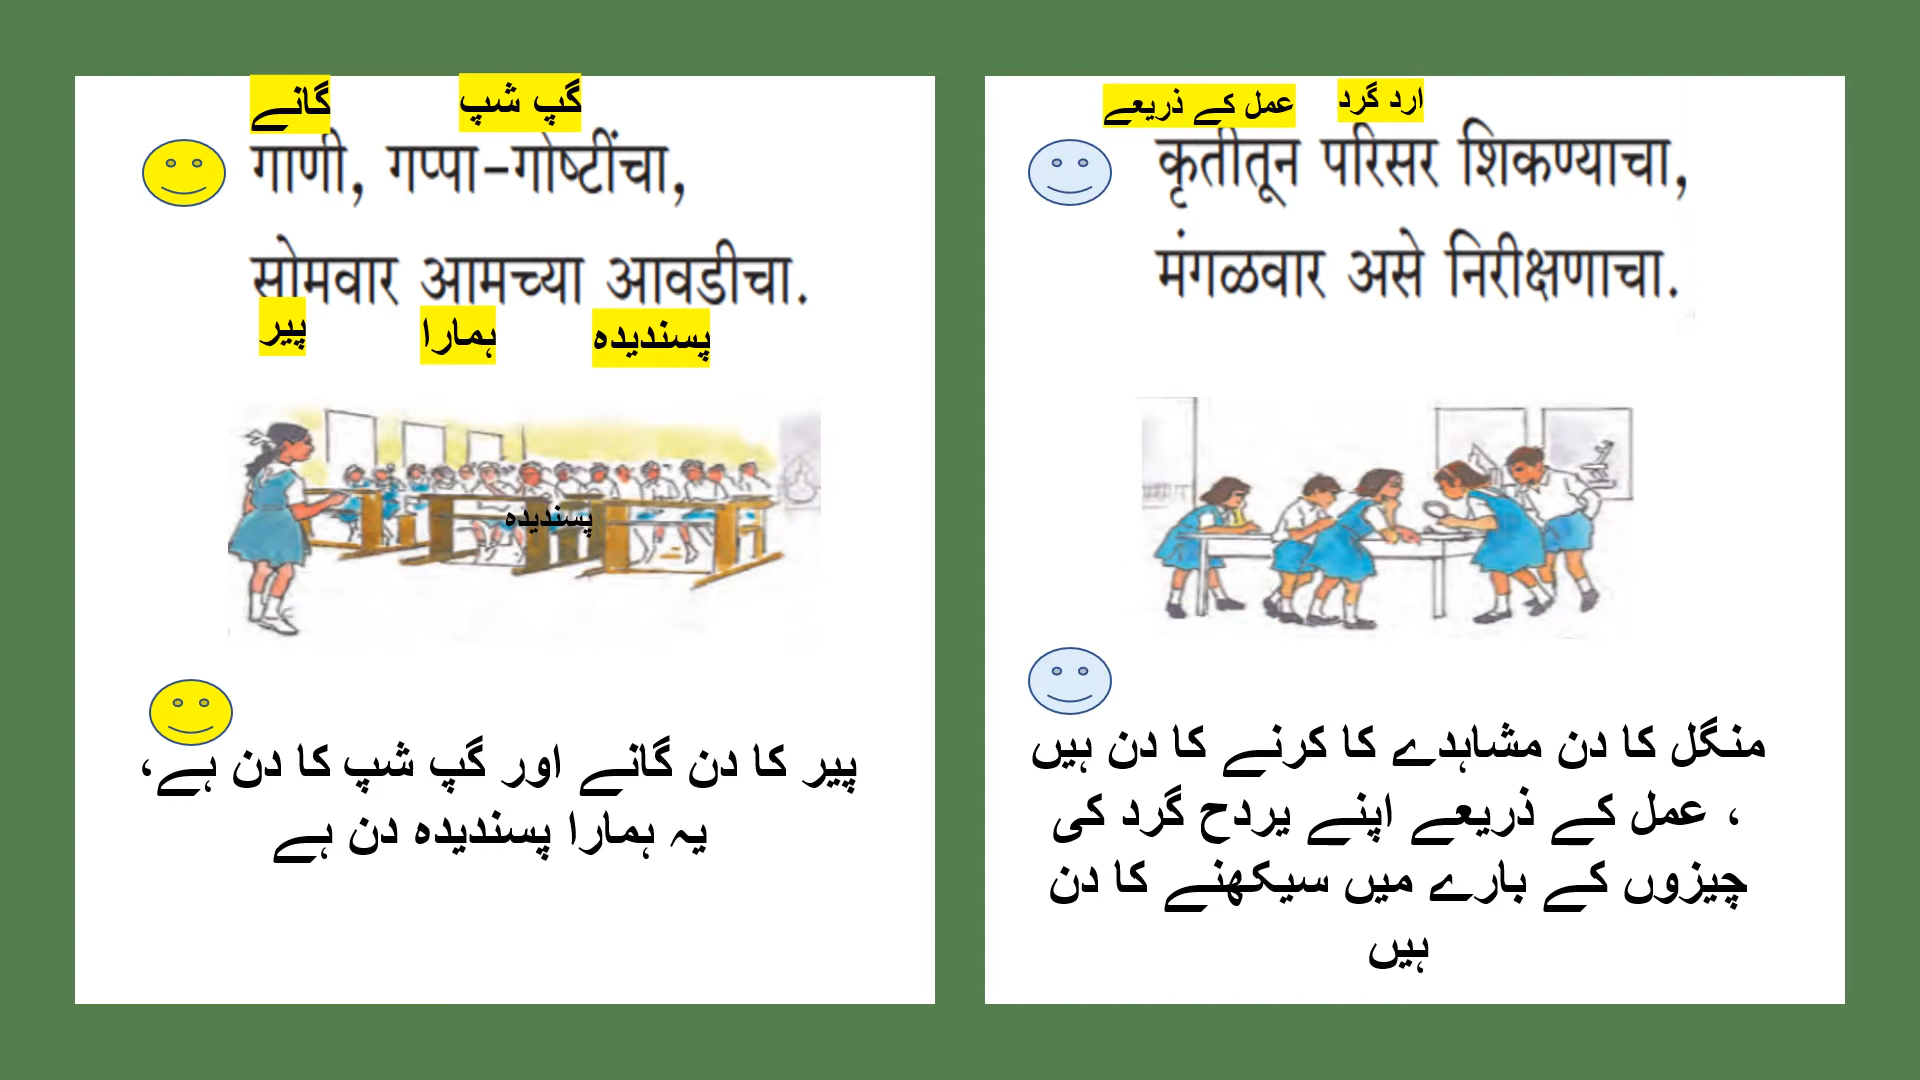 گانے
گپ شپ
गाणी, गप्पा-गोष्टींचा,
सोमवार आमच्या आवडीचा.
پیر
ہمارا
پسندیدہ
پسندیدہ
پیر کا دن گانے اور گپ شپ کا دن ہے،
یہ ہمارا پسندیدہ دن ہے
عمل کے ذریعے
ارد گرد
कृतीतून परिसर शिकण्याचा,
मंगळवार असे निरीक्षणाचा.
منگل کا دن مشاہدے کا کرنے کا دن ہیں
، عمل کے ذریعے اپنے یردح گرد کی
چیزوں کے بارے میں سیکھنے کا دن
ہیں